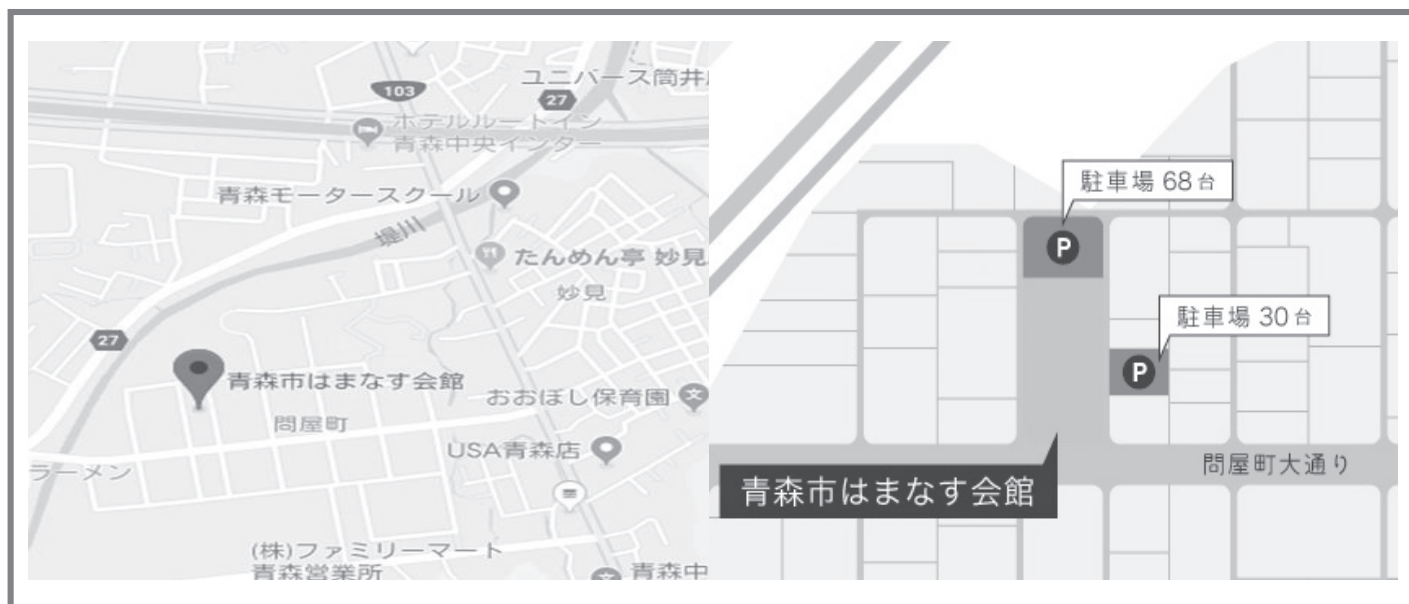 103
ユニバース筒井
27
ホテルルートイン
青森中央インター
青森モータースクール
堤川
たんめん亭 妙見
妙見
27
青森市はまなす会館
おおぼし保育園
文
問屋町
USA青森店
ラーメン
(株)ファミリーマート
青森営業所
文
青森中
駐車場 68台
P
駐車場 30台
P
問屋町大通り
青森市はまなす会館